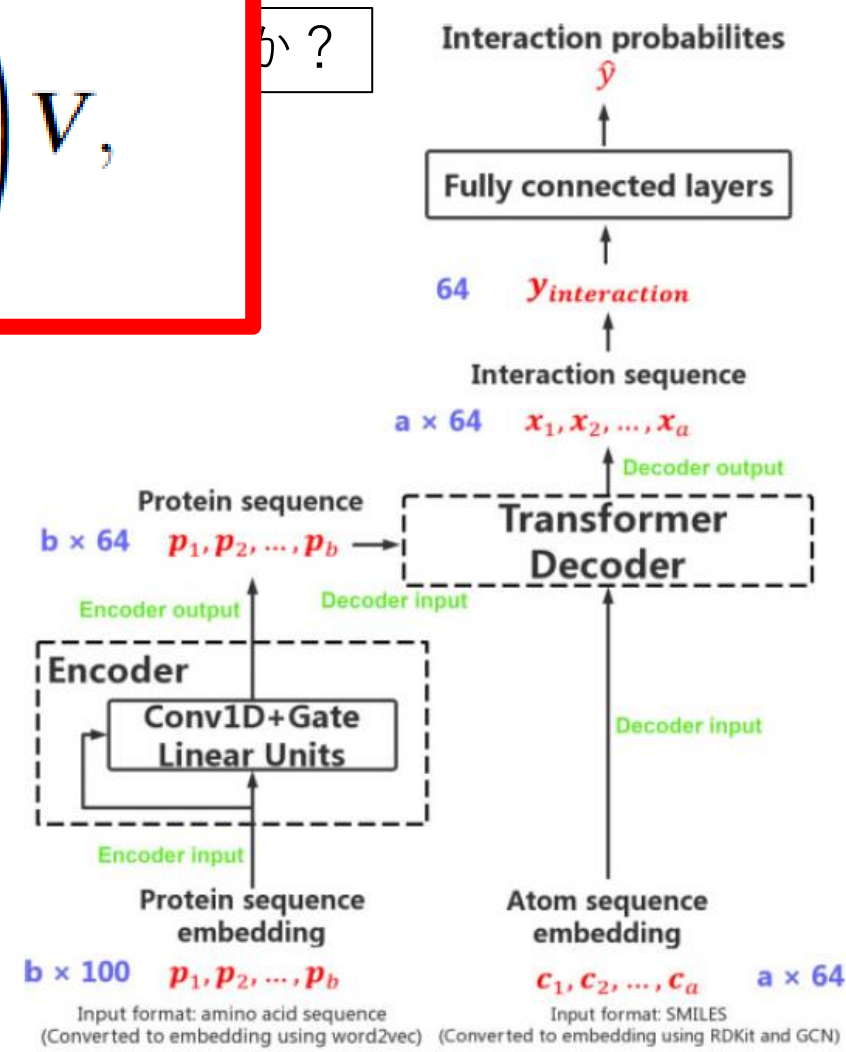 か？
) V,
Interaction probabilites
ŷ
Fully connected layers
64 y_interaction
Interaction sequence
a × 64 x₁, x₂, ..., xₐ
Decoder output
Protein sequence
b × 64 p₁, p₂, ..., p_b
Transformer
Decoder
Encoder output
Decoder input
Encoder
Conv1D+Gate
Linear Units
Decoder input
Encoder input
Protein sequence
embedding
b × 100 p₁, p₂, ..., p_b
Input format: amino acid sequence
(Converted to embedding using word2vec)
Atom sequence
embedding
c₁, c₂, ..., cₐ a × 64
Input format: SMILES
(Converted to embedding using RDKit and GCN)